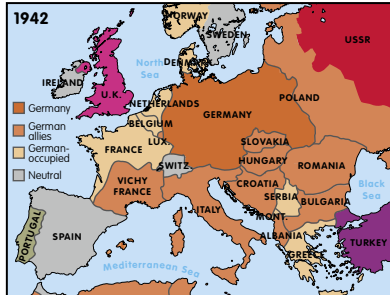 1942
NORWAY
SWEDEN
USSR
North
Sea
DENMARK
IRELAND
U.K.
NETHERLANDS
POLAND
Germany
BELGIUM
GERMANY
German
allies
LUX.
German-
occupied
FRANCE
SLOVAKIA
Neutral
SWITZ.
HUNGARY
ROMANIA
VICHY
FRANCE
CROATIA
Black
Sea
SERBIA
ITALY
BULGARIA
PORTUGAL
MONT.
SPAIN
ALBANIA
TURKEY
GREECE
Mediterranean Sea